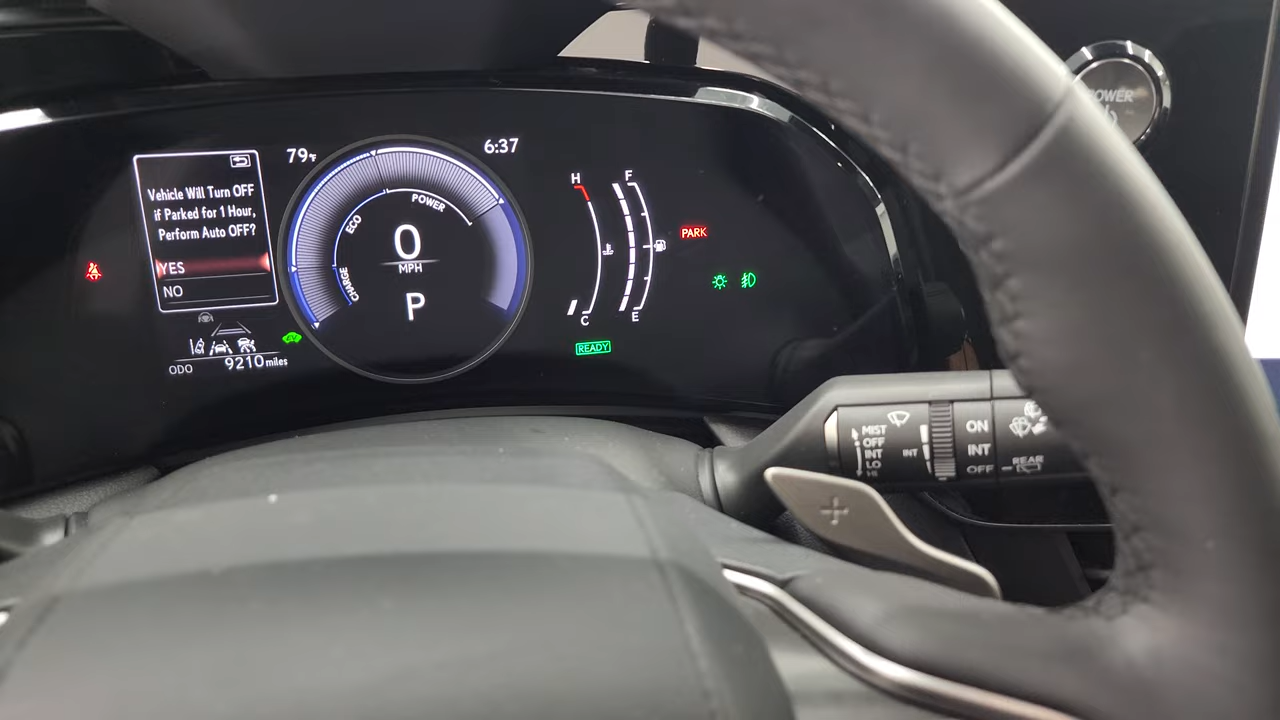 Vehicle Will Turn OFF
if Parked for 1 Hour,
Perform Auto OFF?
YES
NO
ODO 9210 miles
79°F
6:37
ECO
POWER
CHARGE
0
MPH
P
EV
H
C
F
E
PARK
READY
POWER
MIST
OFF
INT
LO
HI
INT
ON
INT
OFF
REAR